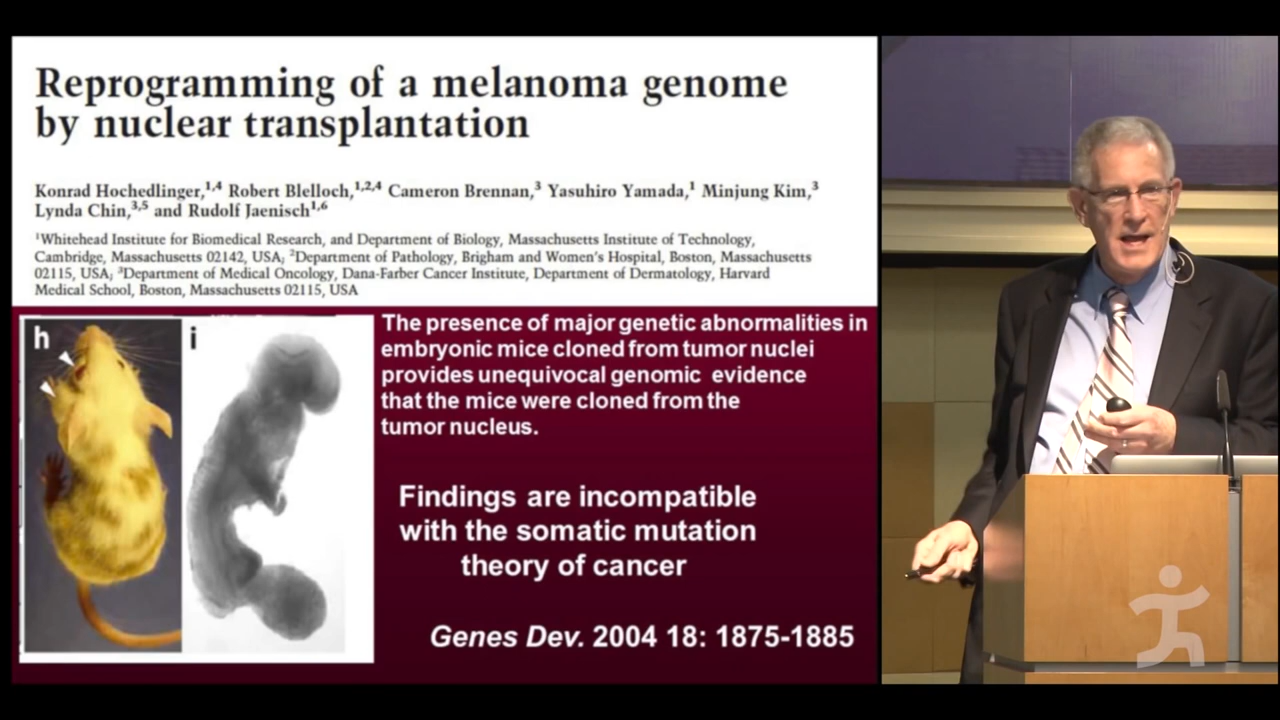 Reprogramming of a melanoma genome
by nuclear transplantation
Konrad Hochedlinger,1,4 Robert Blelloch,1,2,4 Cameron Brennan,3 Yasuhiro Yamada,1 Minjung Kim,3
Lynda Chin,3,5 and Rudolf Jaenisch1,6
1Whitehead Institute for Biomedical Research, and Department of Biology, Massachusetts Institute of Technology,
Cambridge, Massachusetts 02142, USA; 2Department of Pathology, Brigham and Women's Hospital, Boston, Massachusetts
02115, USA; 3Department of Medical Oncology, Dana-Farber Cancer Institute, Department of Dermatology, Harvard
Medical School, Boston, Massachusetts 02115, USA
h
i
The presence of major genetic abnormalities in
embryonic mice cloned from tumor nuclei
provides unequivocal genomic evidence
that the mice were cloned from the
tumor nucleus.
Findings are incompatible
with the somatic mutation
theory of cancer
Genes Dev. 2004 18: 1875-1885